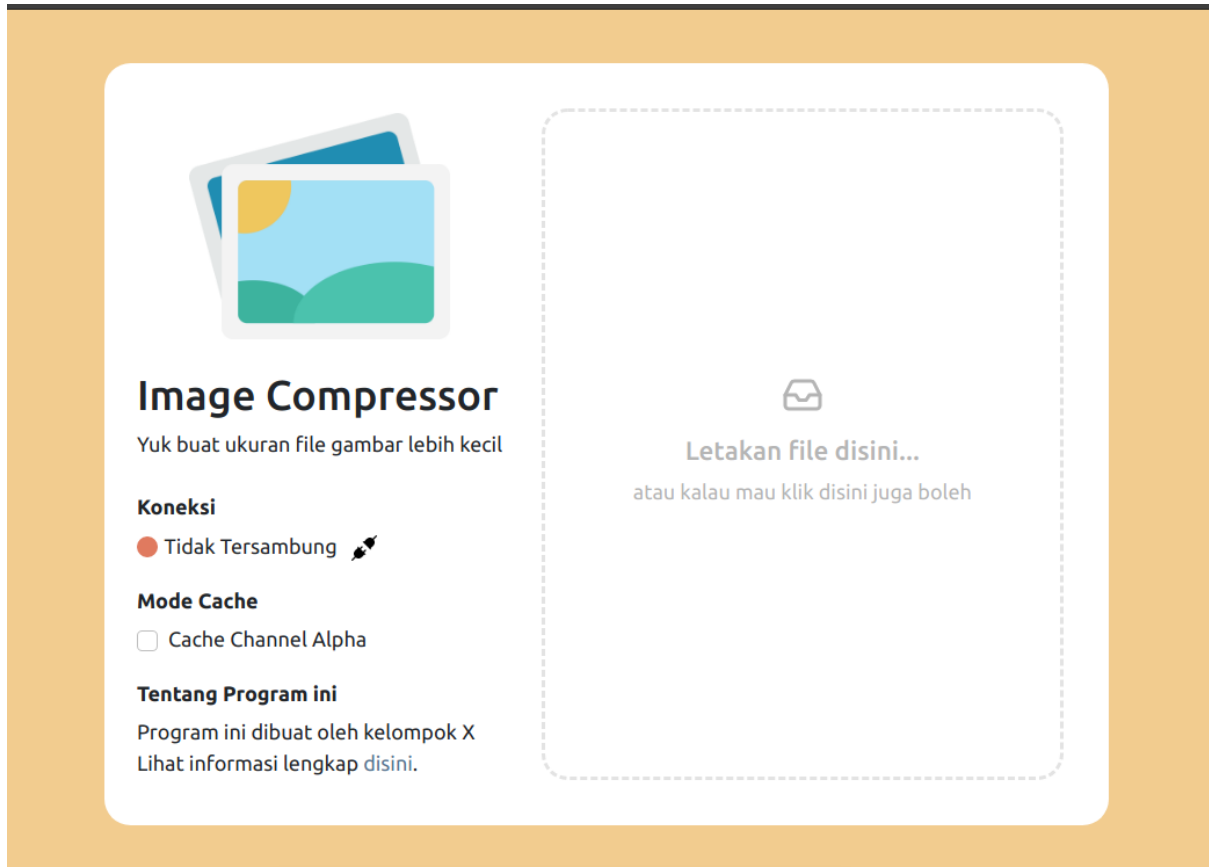 Image Compressor
Yuk buat ukuran file gambar lebih kecil
Koneksi
Tidak Tersambung
Mode Cache
Cache Channel Alpha
Tentang Program ini
Program ini dibuat oleh kelompok X
Lihat informasi lengkap disini.
Letakan file disini...
atau kalau mau klik disini juga boleh